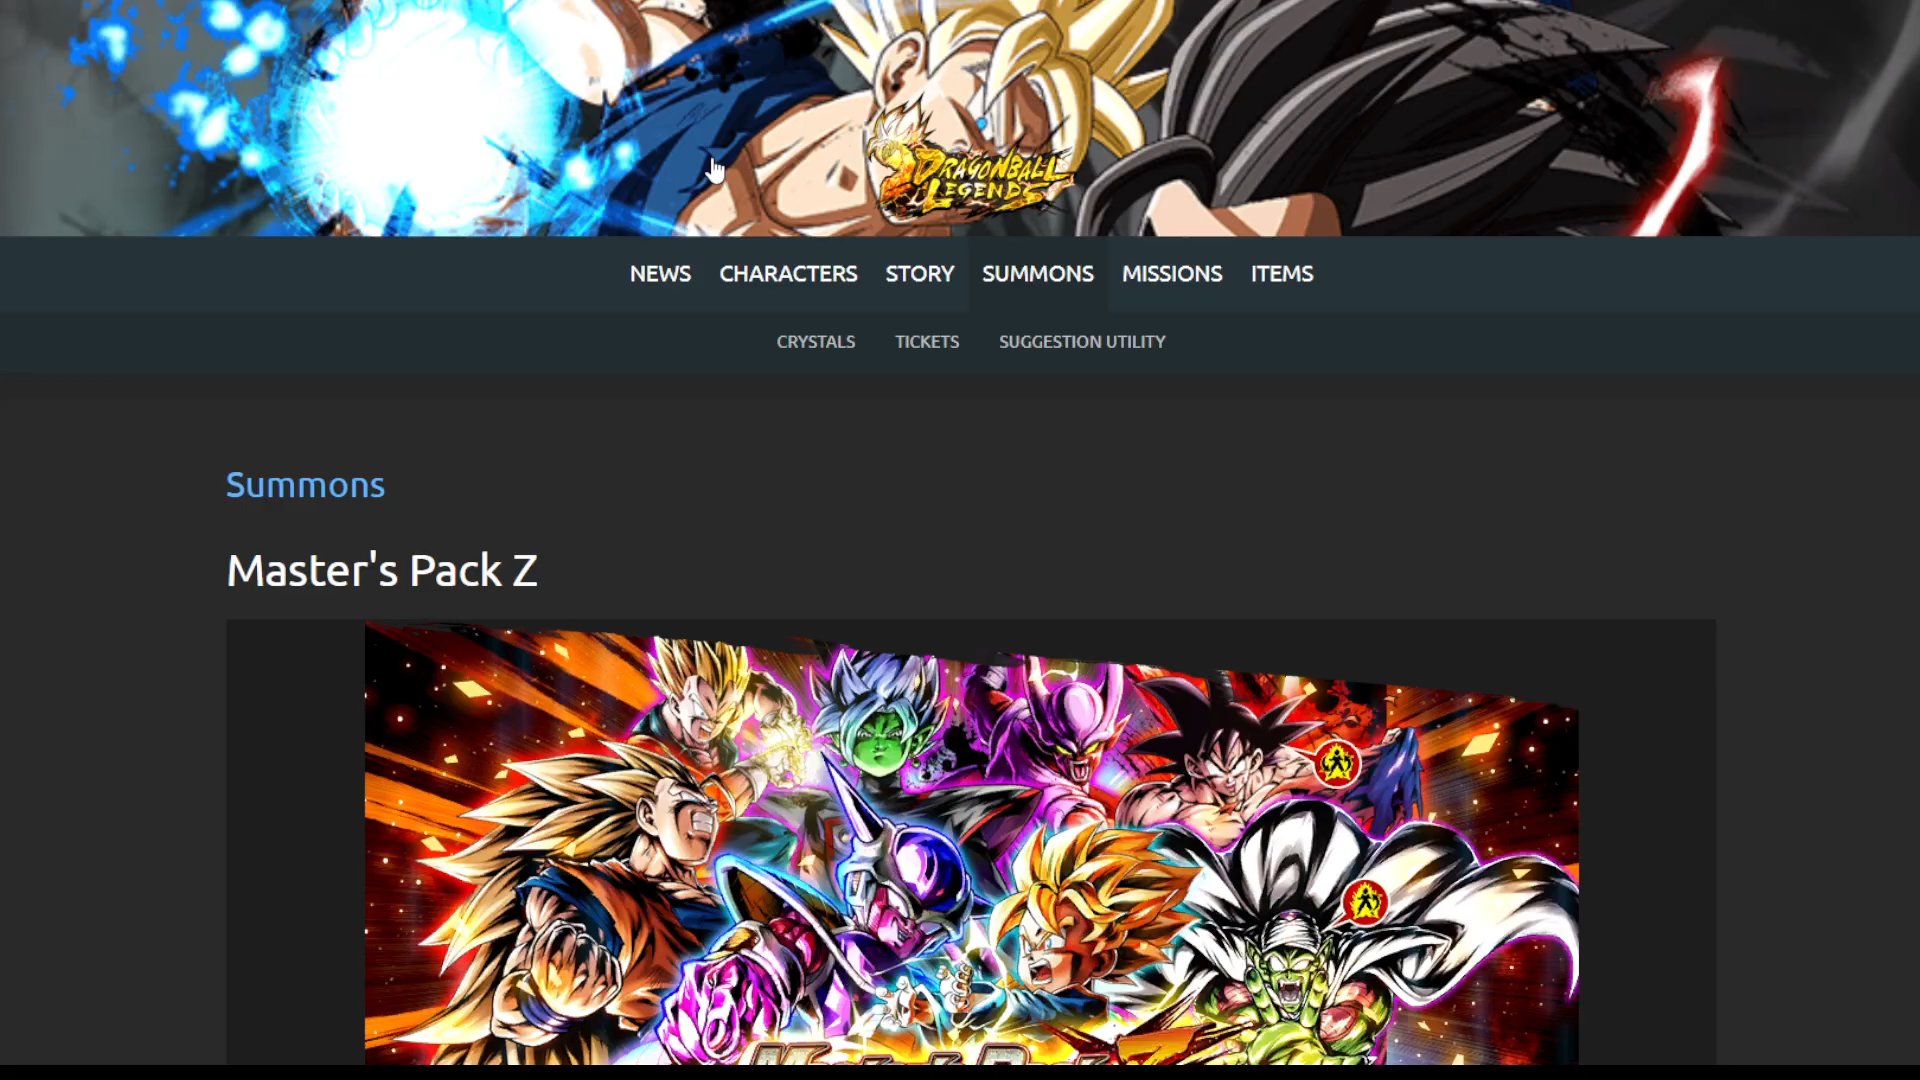 DRAGONBALL
LEGENDS
NEWS CHARACTERS STORY SUMMONS MISSIONS ITEMS
CRYSTALS TICKETS SUGGESTION UTILITY
Summons
Master's Pack Z